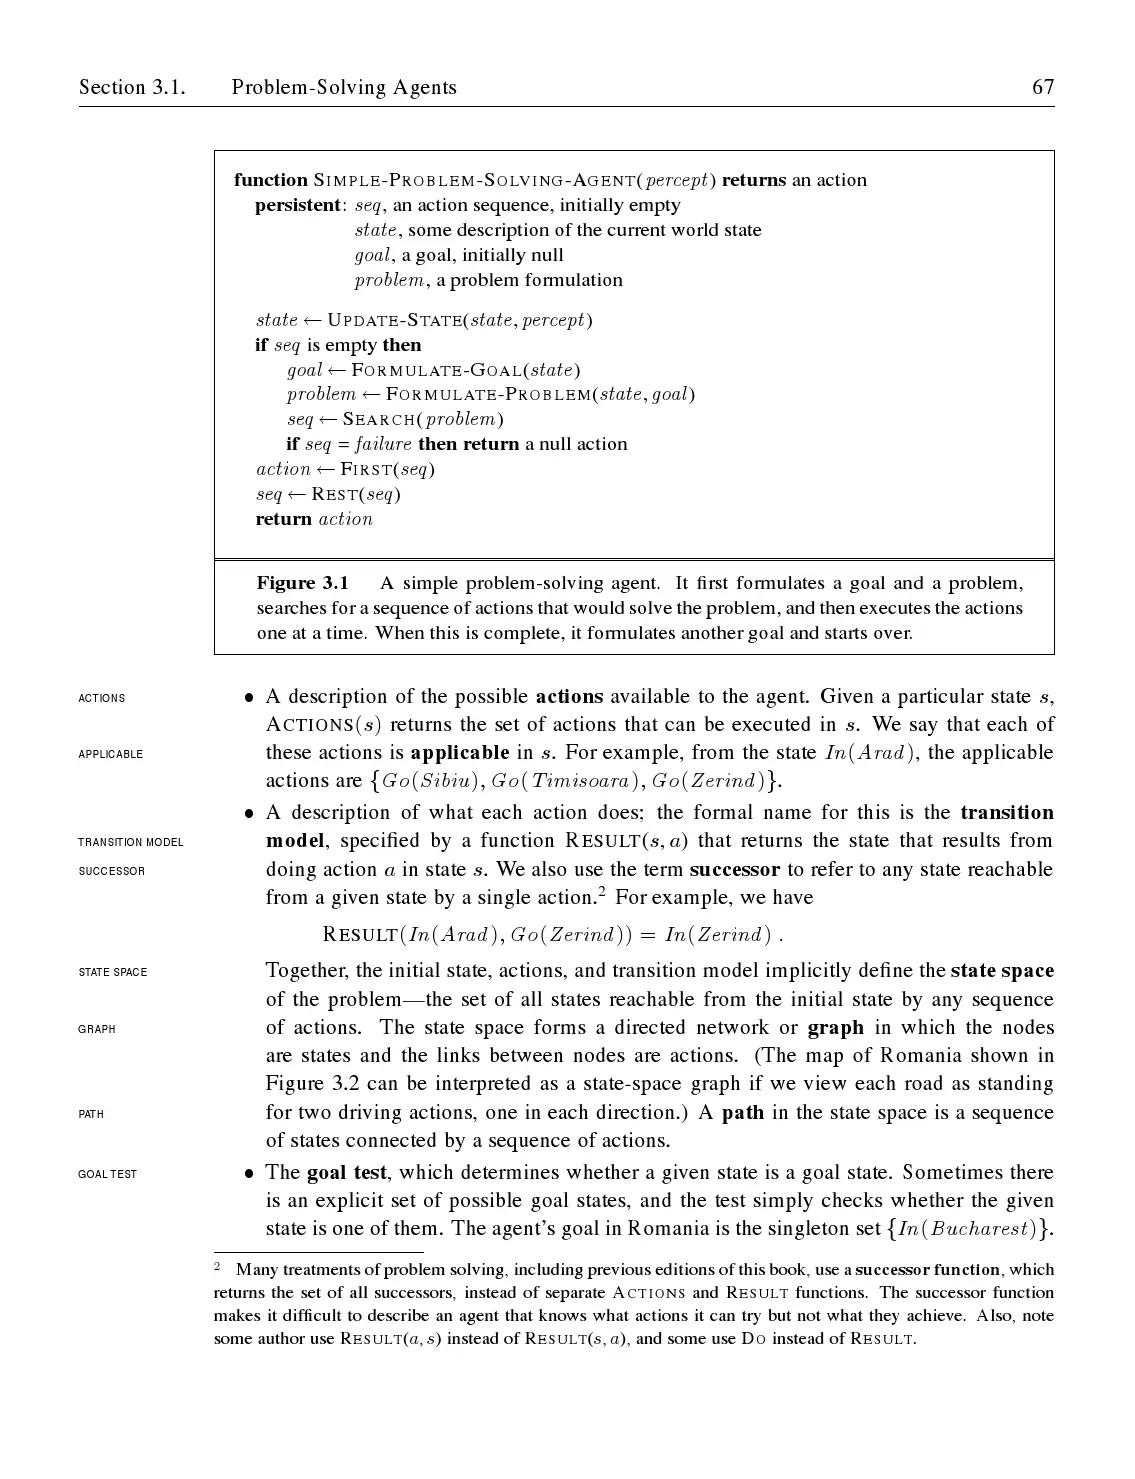 Section 3.1. Problem-Solving Agents 67
function SIMPLE-PROBLEM-SOLVING-AGENT(percept) returns an action
persistent: seq, an action sequence, initially empty
state, some description of the current world state
goal, a goal, initially null
problem, a problem formulation
state ← UPDATE-STATE(state, percept)
if seq is empty then
goal ← FORMULATE-GOAL(state)
problem ← FORMULATE-PROBLEM(state, goal)
seq ← SEARCH(problem)
if seq = failure then return a null action
action ← FIRST(seq)
seq ← REST(seq)
return action
Figure 3.1 A simple problem-solving agent. It first formulates a goal and a problem,
searches for a sequence of actions that would solve the problem, and then executes the actions
one at a time. When this is complete, it formulates another goal and starts over.
ACTIONS • A description of the possible actions available to the agent. Given a particular state s,
ACTIONS(s) returns the set of actions that can be executed in s. We say that each of
APPLICABLE these actions is applicable in s. For example, from the state In(Arad), the applicable
actions are {Go(Sibiu), Go(Timisoara), Go(Zerind)}.
• A description of what each action does; the formal name for this is the transition
TRANSITION MODEL model, specified by a function RESULT(s, a) that returns the state that results from
SUCCESSOR doing action a in state s. We also use the term successor to refer to any state reachable
from a given state by a single action.² For example, we have
RESULT(In(Arad), Go(Zerind)) = In(Zerind) .
STATE SPACE Together, the initial state, actions, and transition model implicitly define the state space
of the problem—the set of all states reachable from the initial state by any sequence
GRAPH of actions. The state space forms a directed network or graph in which the nodes
are states and the links between nodes are actions. (The map of Romania shown in
Figure 3.2 can be interpreted as a state-space graph if we view each road as standing
PATH for two driving actions, one in each direction.) A path in the state space is a sequence
of states connected by a sequence of actions.
GOAL TEST • The goal test, which determines whether a given state is a goal state. Sometimes there
is an explicit set of possible goal states, and the test simply checks whether the given
state is one of them. The agent's goal in Romania is the singleton set {In(Bucharest)}.
² Many treatments of problem solving, including previous editions of this book, use a successor function, which
returns the set of all successors, instead of separate ACTIONS and RESULT functions. The successor function
makes it difficult to describe an agent that knows what actions it can try but not what they achieve. Also, note
some author use RESULT(a, s) instead of RESULT(s, a), and some use DO instead of RESULT.